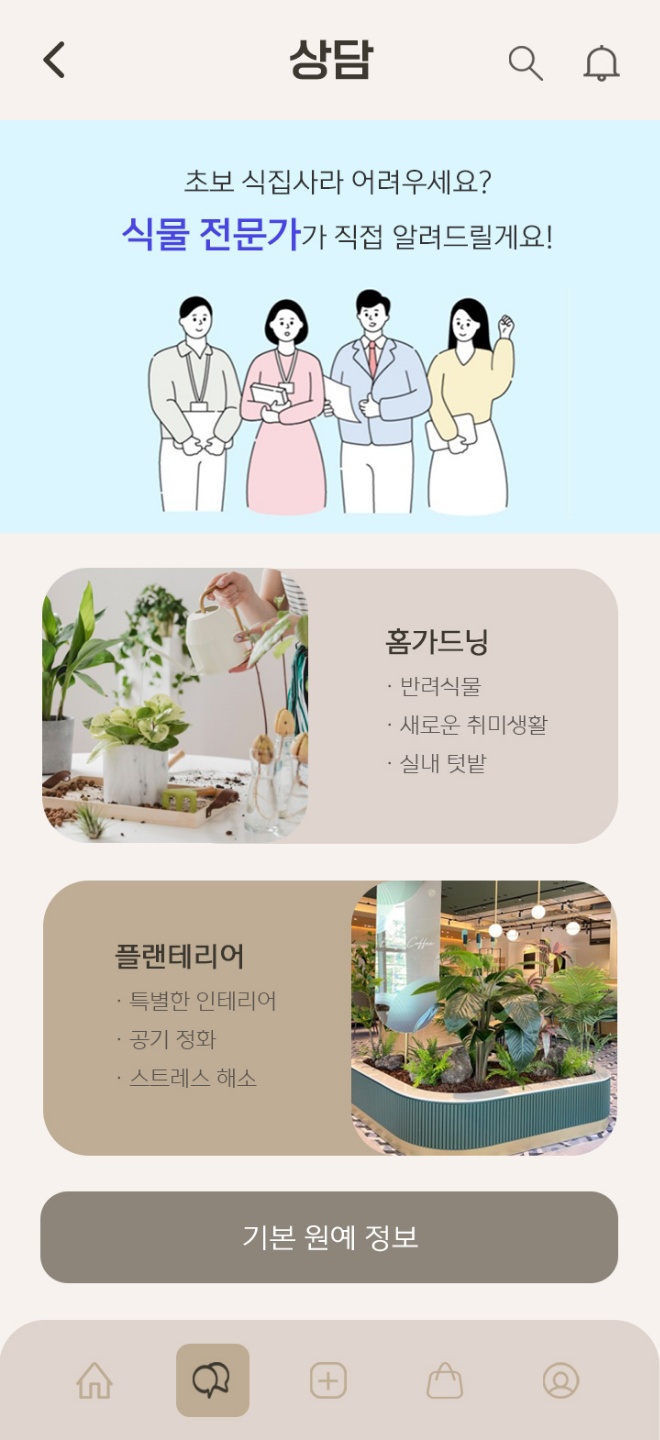 상담
초보 식집사라 어려우세요?
식물 전문가가 직접 알려드릴게요!
홈가드닝
· 반려식물
· 새로운 취미생활
· 실내 텃밭
플랜테리어
· 특별한 인테리어
· 공기 정화
· 스트레스 해소
Coffee
기본 원예 정보